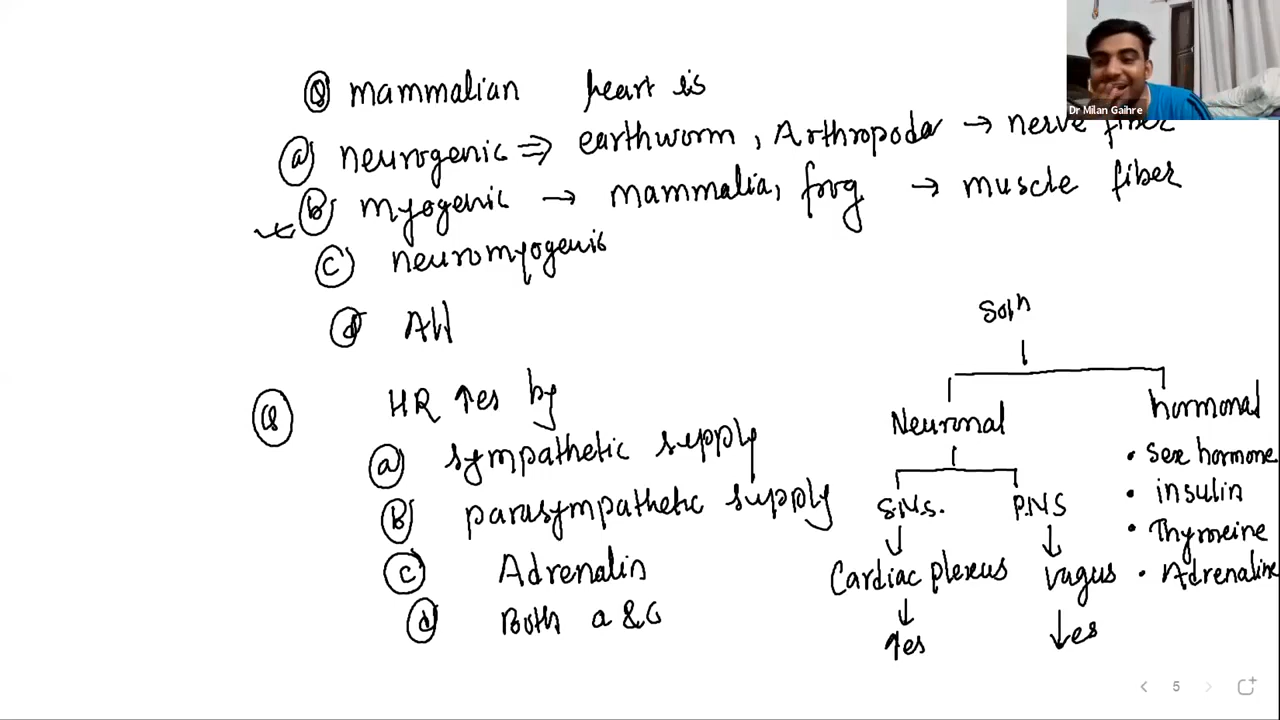 Dr Milan Gaihre
Q mammalian heart is
a neurogenic ⇒ earthworm, Arthropoda → nerve fiber
b myogenic → mammalia, frog → muscle fiber
c neuromyogenic
d All
Q HR ↑es by
a sympathetic supply
b parasympathetic supply
c Adrenalin
d Both a & c
Solⁿ
Neuronal
S.N.S. P.N.S
↓ ↓
Cardiac plexus vagus
↓ ↓es
↑es
hormonal
• Sex hormone
• insulin
• Thyroxine
• Adrenaline
5